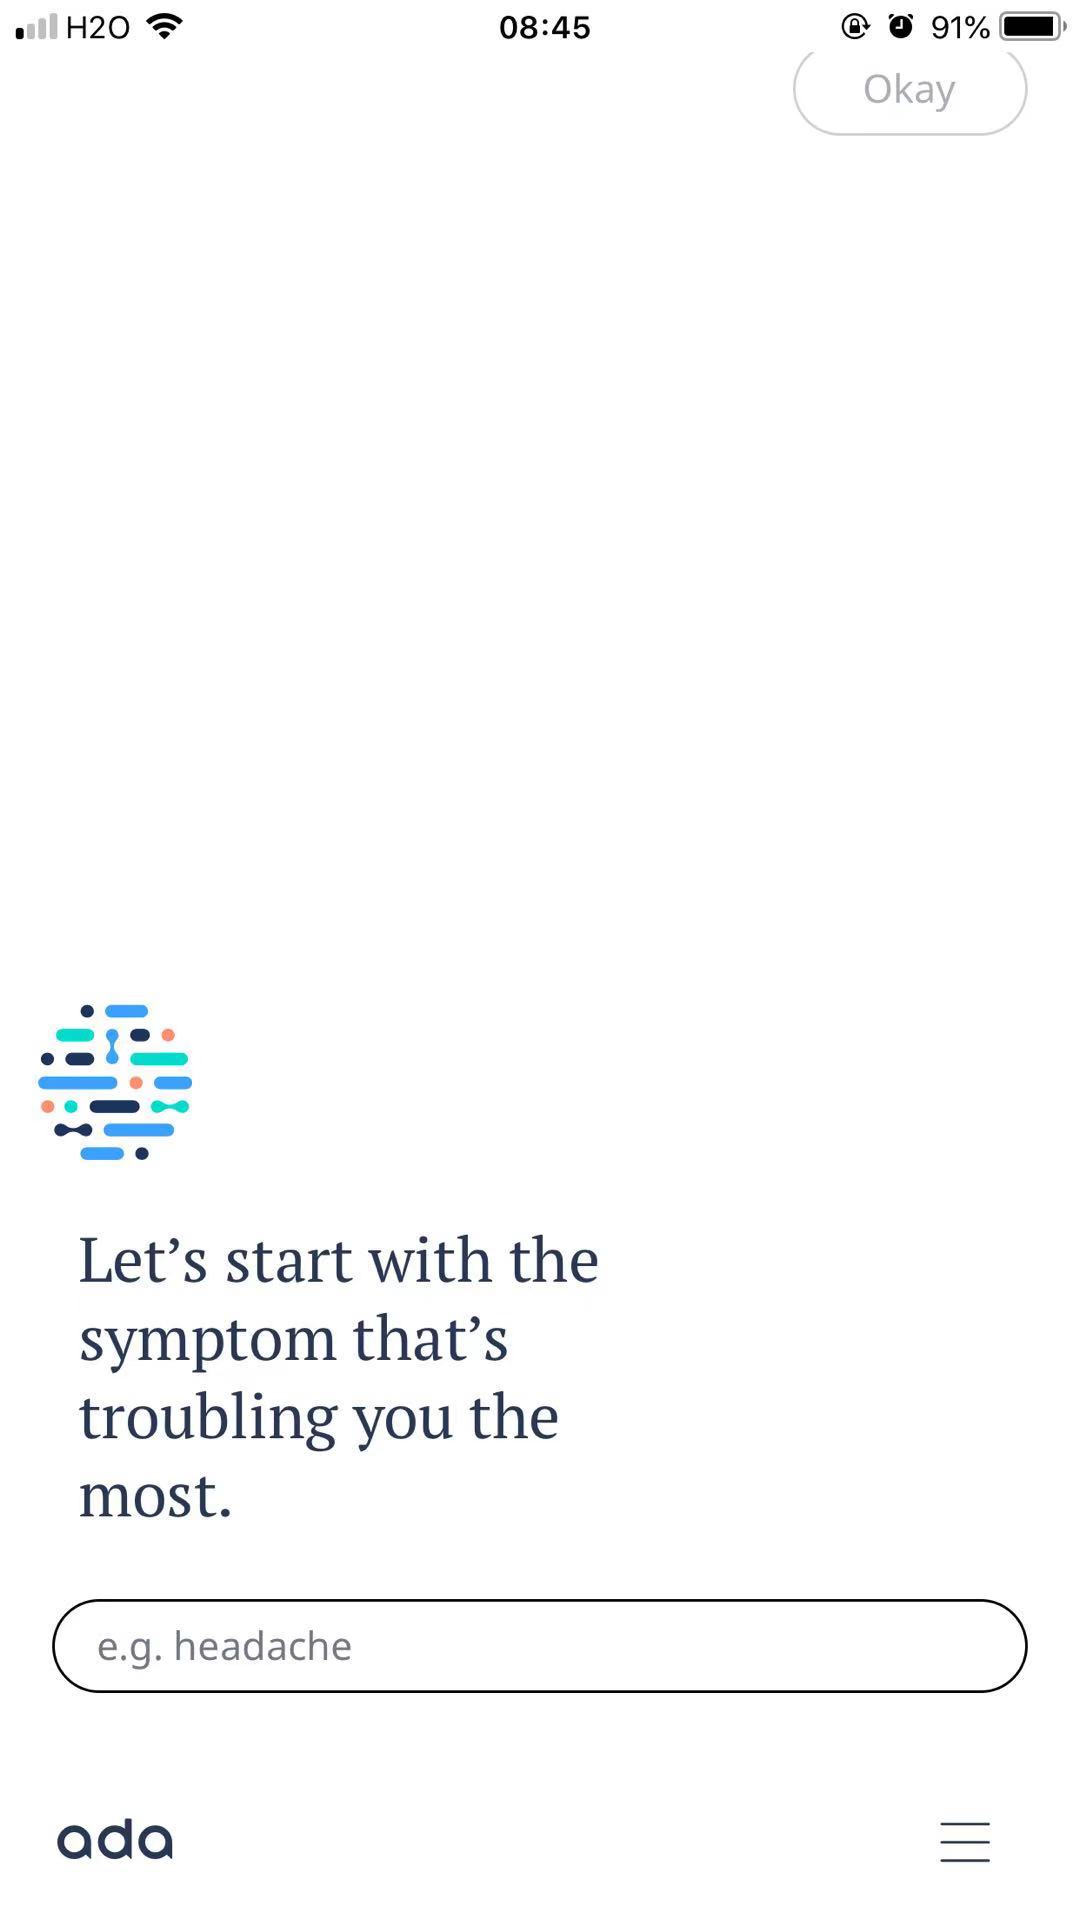 H2O 08:45 91%
Okay
Let’s start with the
symptom that’s
troubling you the
most.
e.g. headache
ada